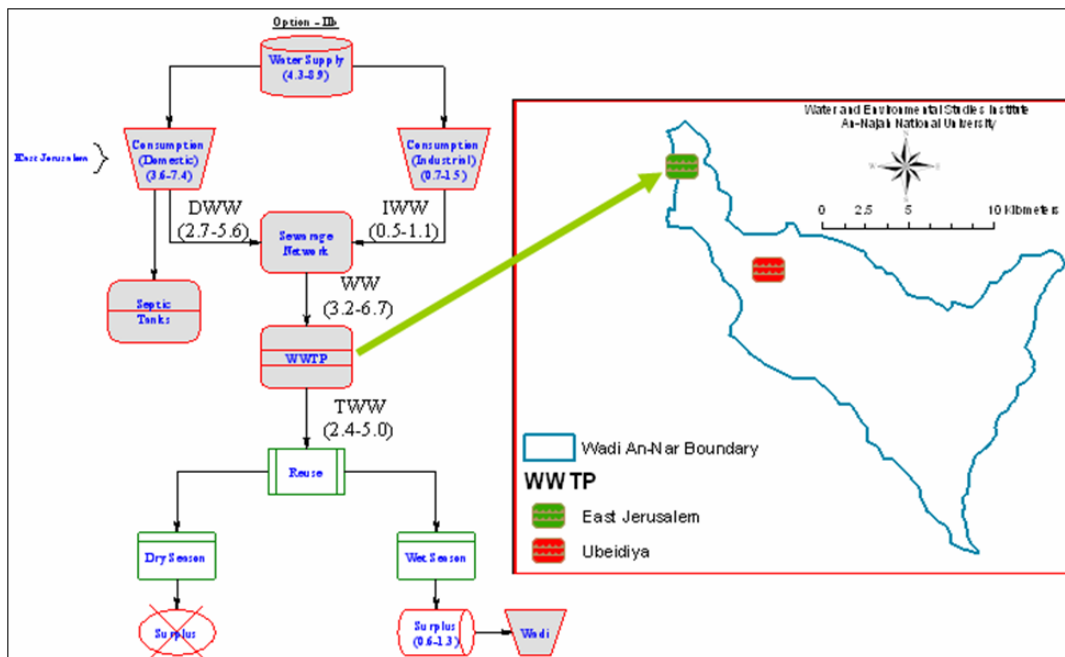 Option - IIb
Water Supply
(4.3-8.9)
East Jerusalem
Consumption
(Domestic)
(3.6-7.4)
Consumption
(Industrial)
(0.7-1.5)
DWW
(2.7-5.6)
IWW
(0.5-1.1)
Sewerage
Network
Septic
Tanks
WW
(3.2-6.7)
WWTP
TWW
(2.4-5.0)
Reuse
Dry Season
Wet Season
Surplus
Surplus
(0.6-1.3)
Wadi
Water and Environmental Studies Institute
An-Najah National University
N
W
E
S
0 2.5 5 10 Kilometers
Wadi An-Nar Boundary
WWTP
East Jerusalem
Ubeidiya